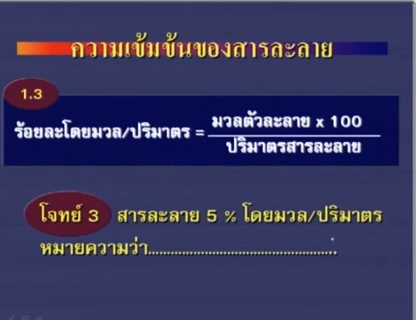 ความเข้มข้นของสารละลาย
1.3
ร้อยละโดยมวล/ปริมาตร = มวลตัวละลาย x 100
ปริมาตรสารละลาย
โจทย์ 3 สารละลาย 5 % โดยมวล/ปริมาตร
หมายความว่า..................................................